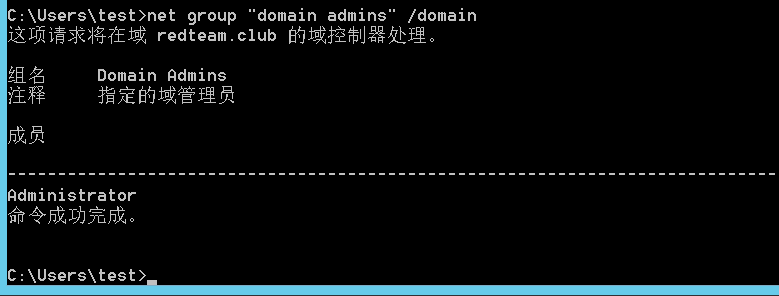 C:\Users\test>net group "domain admins" /domain
这项请求将在域 redteam.club 的域控制器处理。
组名     Domain Admins
注释     指定的域管理员
成员
-------------------------------------------------------------------------------
Administrator
命令成功完成。
C:\Users\test>_